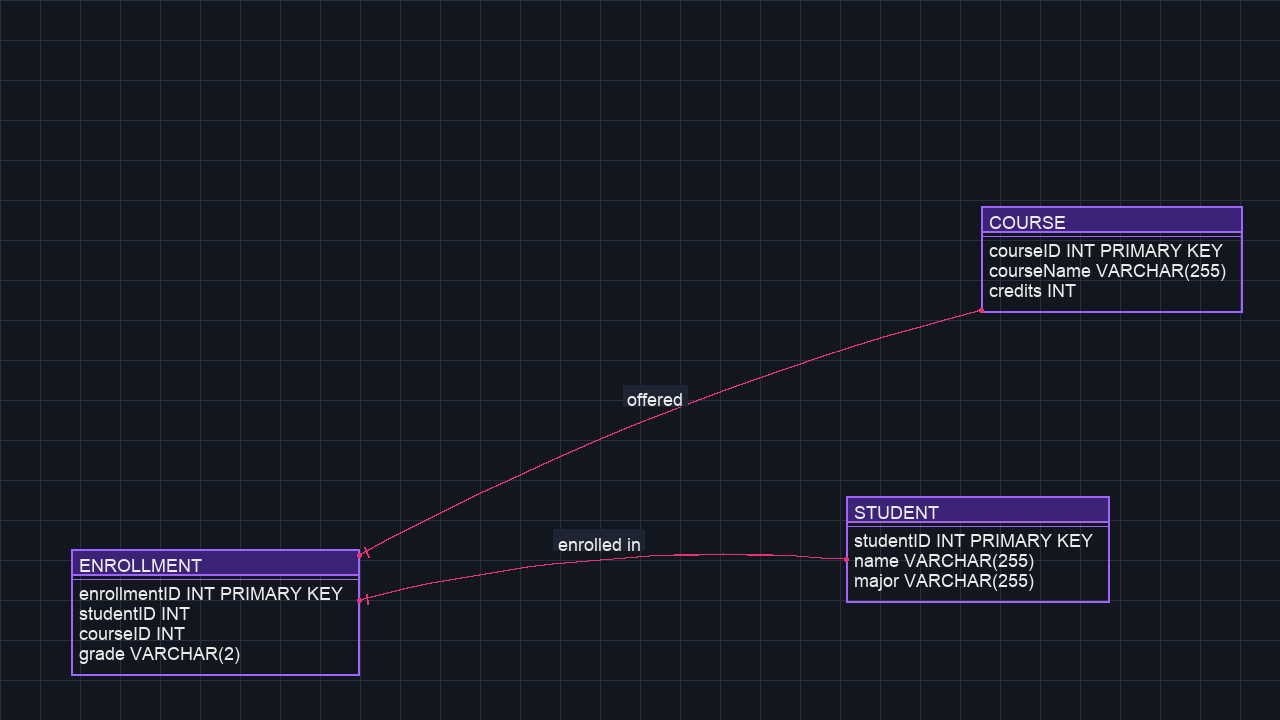 COURSE
courseID INT PRIMARY KEY
courseName VARCHAR(255)
credits INT
offered
STUDENT
studentID INT PRIMARY KEY
name VARCHAR(255)
major VARCHAR(255)
enrolled in
ENROLLMENT
enrollmentID INT PRIMARY KEY
studentID INT
courseID INT
grade VARCHAR(2)